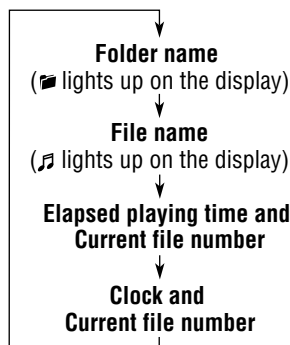 Folder name
( lights up on the display)
File name
( lights up on the display)
Elapsed playing time and
Current file number
Clock and
Current file number